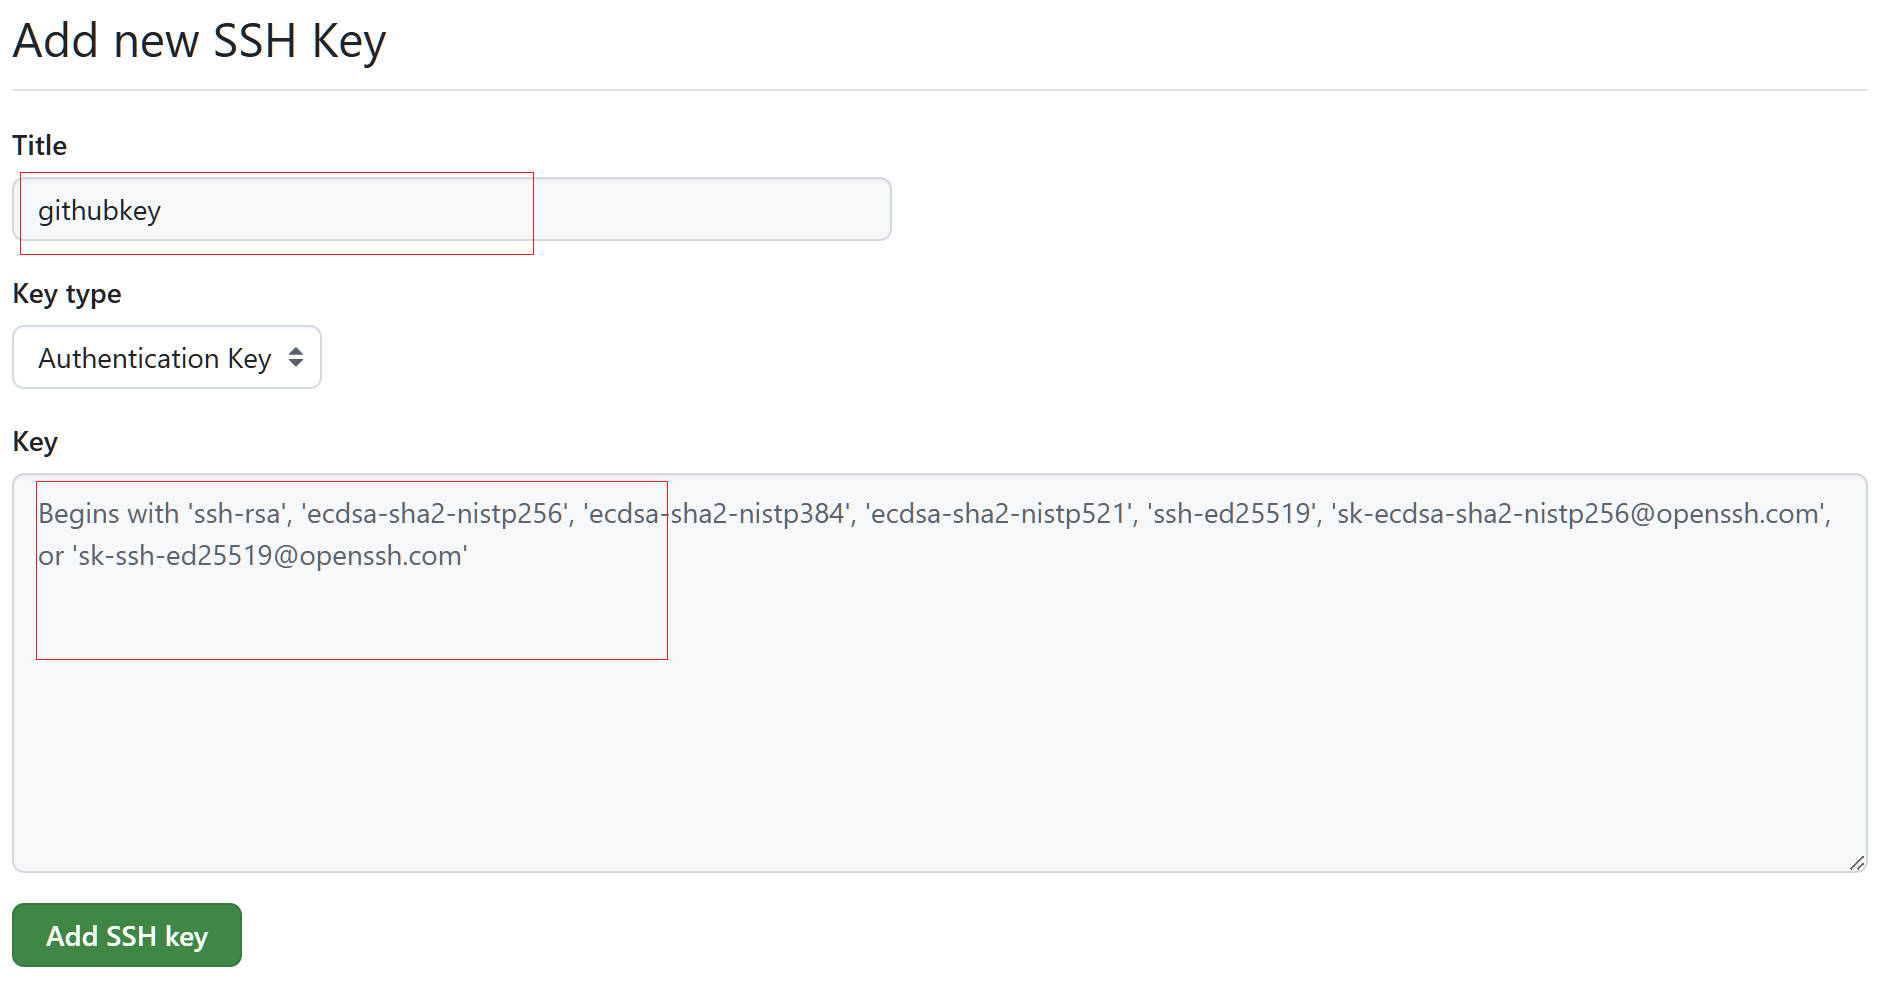 Add new SSH Key
Title
githubkey
Key type
Authentication Key
Key
Begins with 'ssh-rsa', 'ecdsa-sha2-nistp256', 'ecdsa-sha2-nistp384', 'ecdsa-sha2-nistp521', 'ssh-ed25519', 'sk-ecdsa-sha2-nistp256@openssh.com',
or 'sk-ssh-ed25519@openssh.com'
Add SSH key